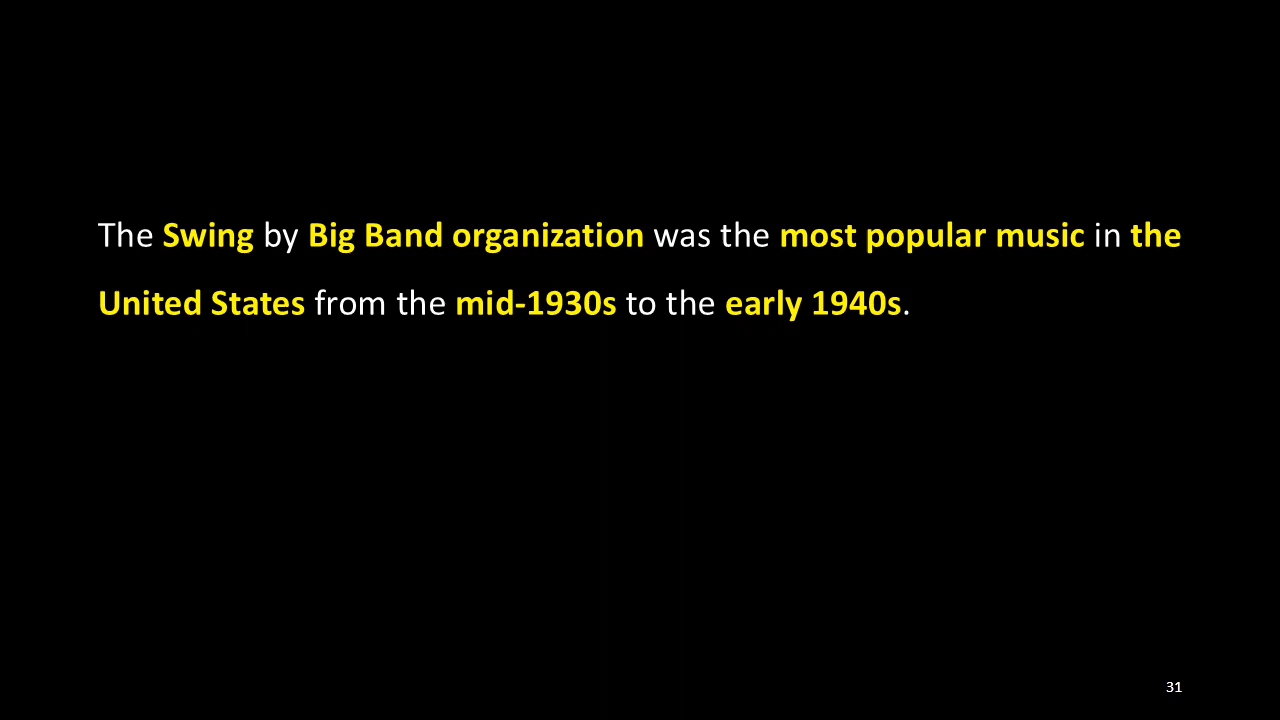 The Swing by Big Band organization was the most popular music in the
United States from the mid-1930s to the early 1940s.
31